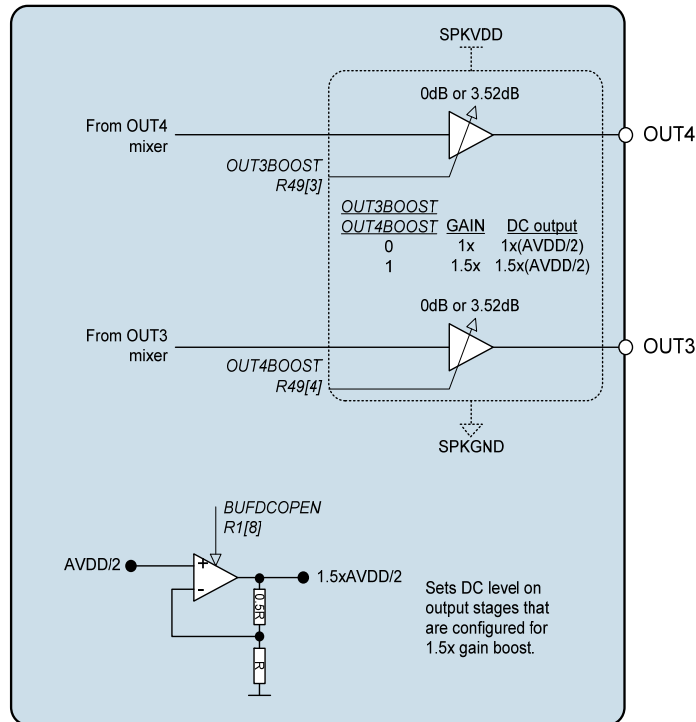 SPKVDD
0dB or 3.52dB
From OUT4
mixer
OUT4
OUT3BOOST
R49[3]
OUT3BOOST
OUT4BOOST GAIN DC output
0 1x 1x(AVDD/2)
1 1.5x 1.5x(AVDD/2)
0dB or 3.52dB
From OUT3
mixer
OUT3
OUT4BOOST
R49[4]
SPKGND
BUFDCOPEN
R1[8]
AVDD/2
+
-
1.5xAVDD/2
0.5R
R
Sets DC level on
output stages that
are configured for
1.5x gain boost.